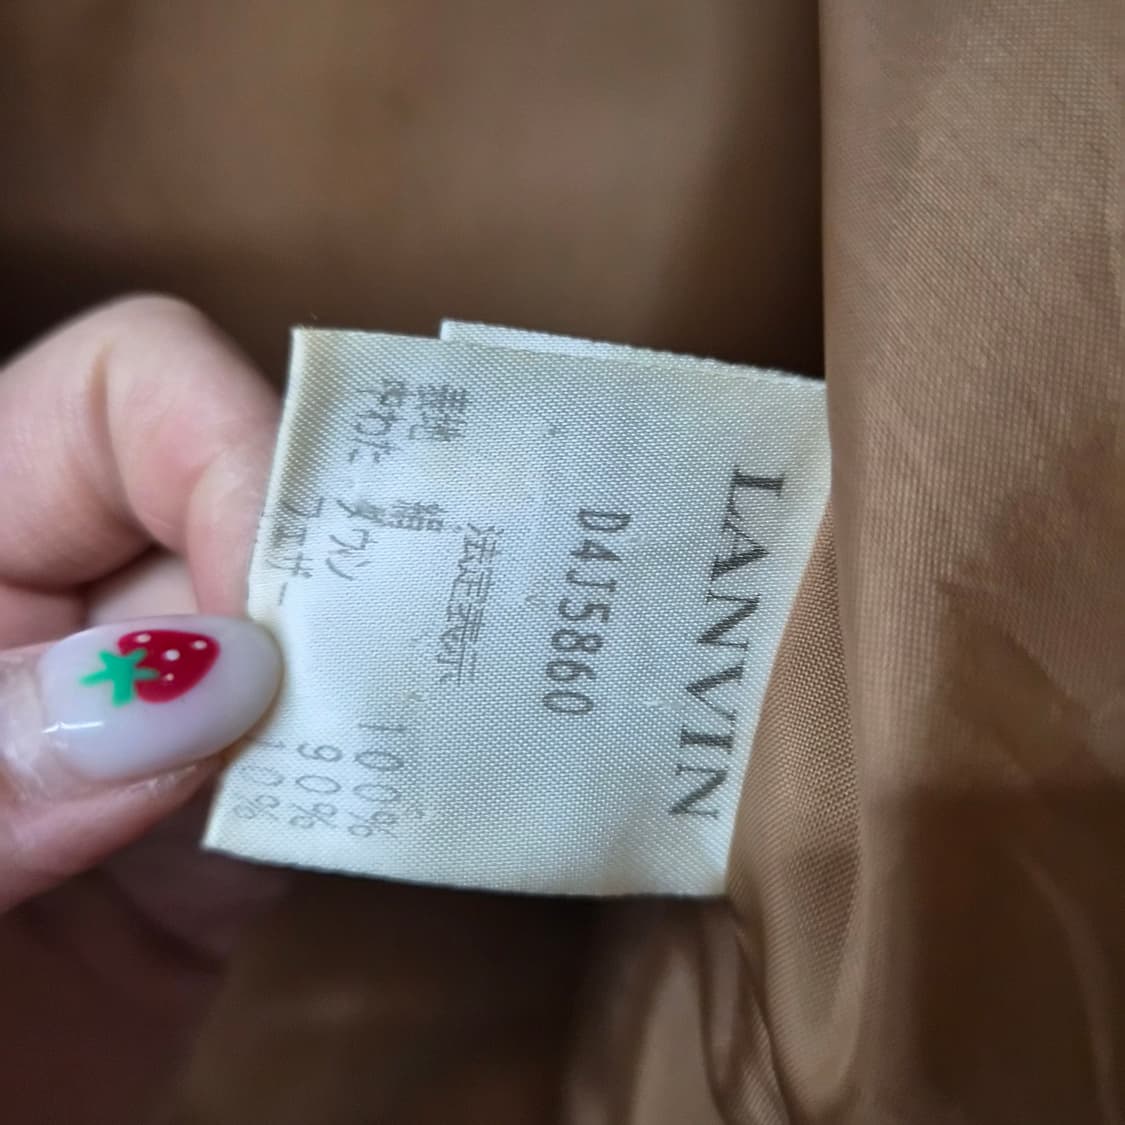 LANVIN
D4J5860
法定表示
表地 絹 100%
中わた ダウン 90%
フェザー 10%